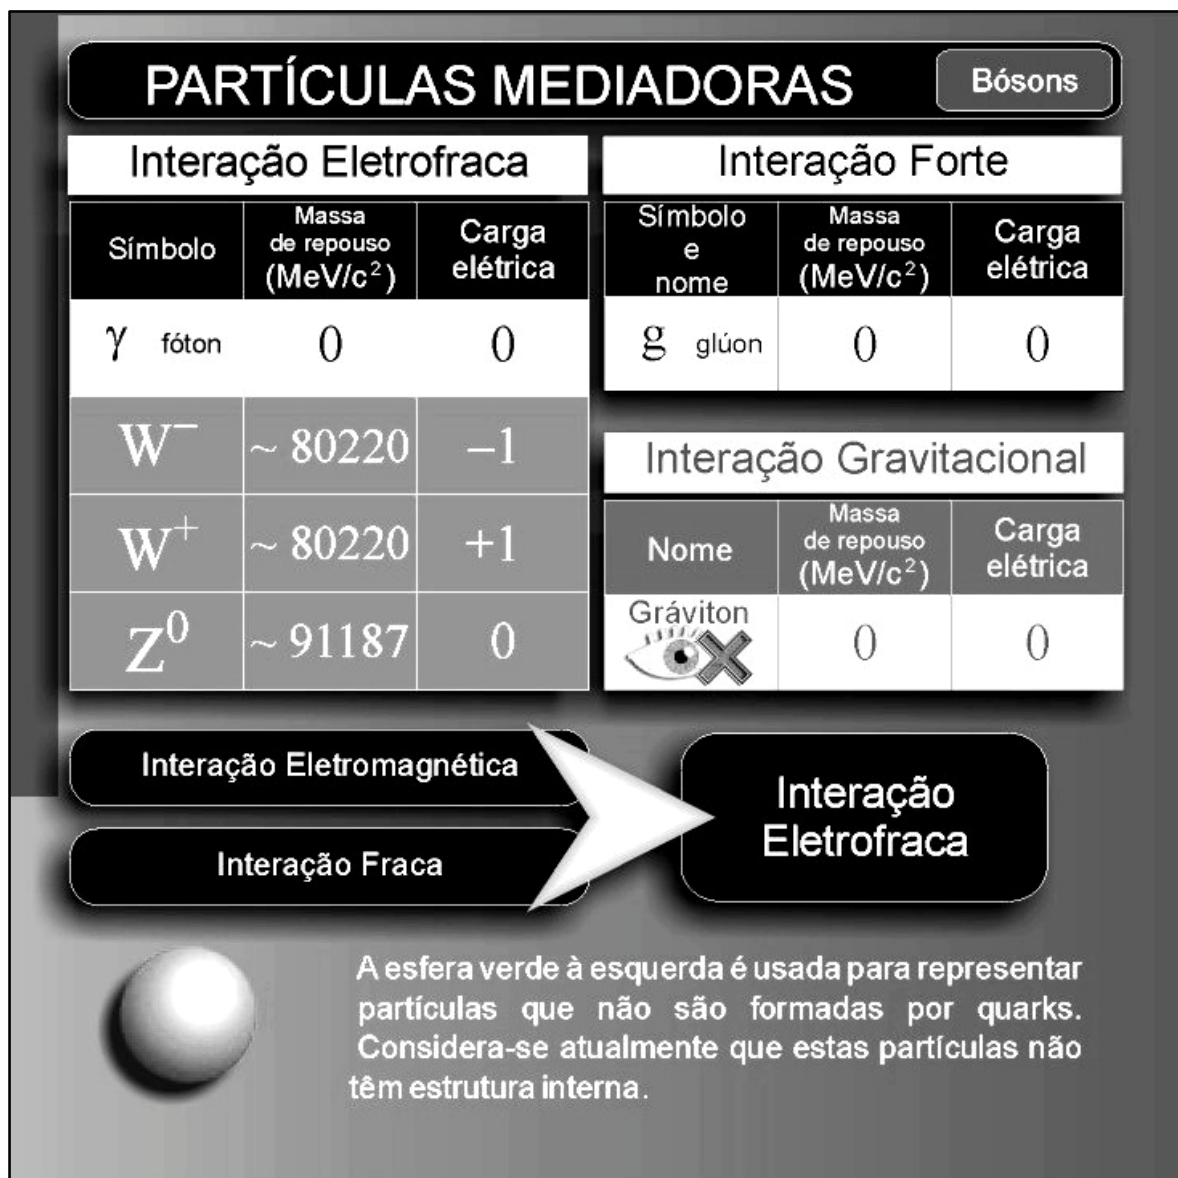 PARTÍCULAS MEDIADORAS
Bósons
Interação Eletrofraca
Símbolo
Massa
de repouso
(MeV/c²)
Carga
elétrica
γ fóton 0 0
W⁻ ~ 80220 –1
W⁺ ~ 80220 +1
Z⁰ ~ 91187 0
Interação Forte
Símbolo
e
nome
Massa
de repouso
(MeV/c²)
Carga
elétrica
g glúon 0 0
Interação Gravitacional
Nome
Massa
de repouso
(MeV/c²)
Carga
elétrica
Gráviton 0 0
Interação Eletromagnética
Interação Fraca
Interação
Eletrofraca
A esfera verde à esquerda é usada para representar
partículas que não são formadas por quarks.
Considera-se atualmente que estas partículas não
têm estrutura interna.